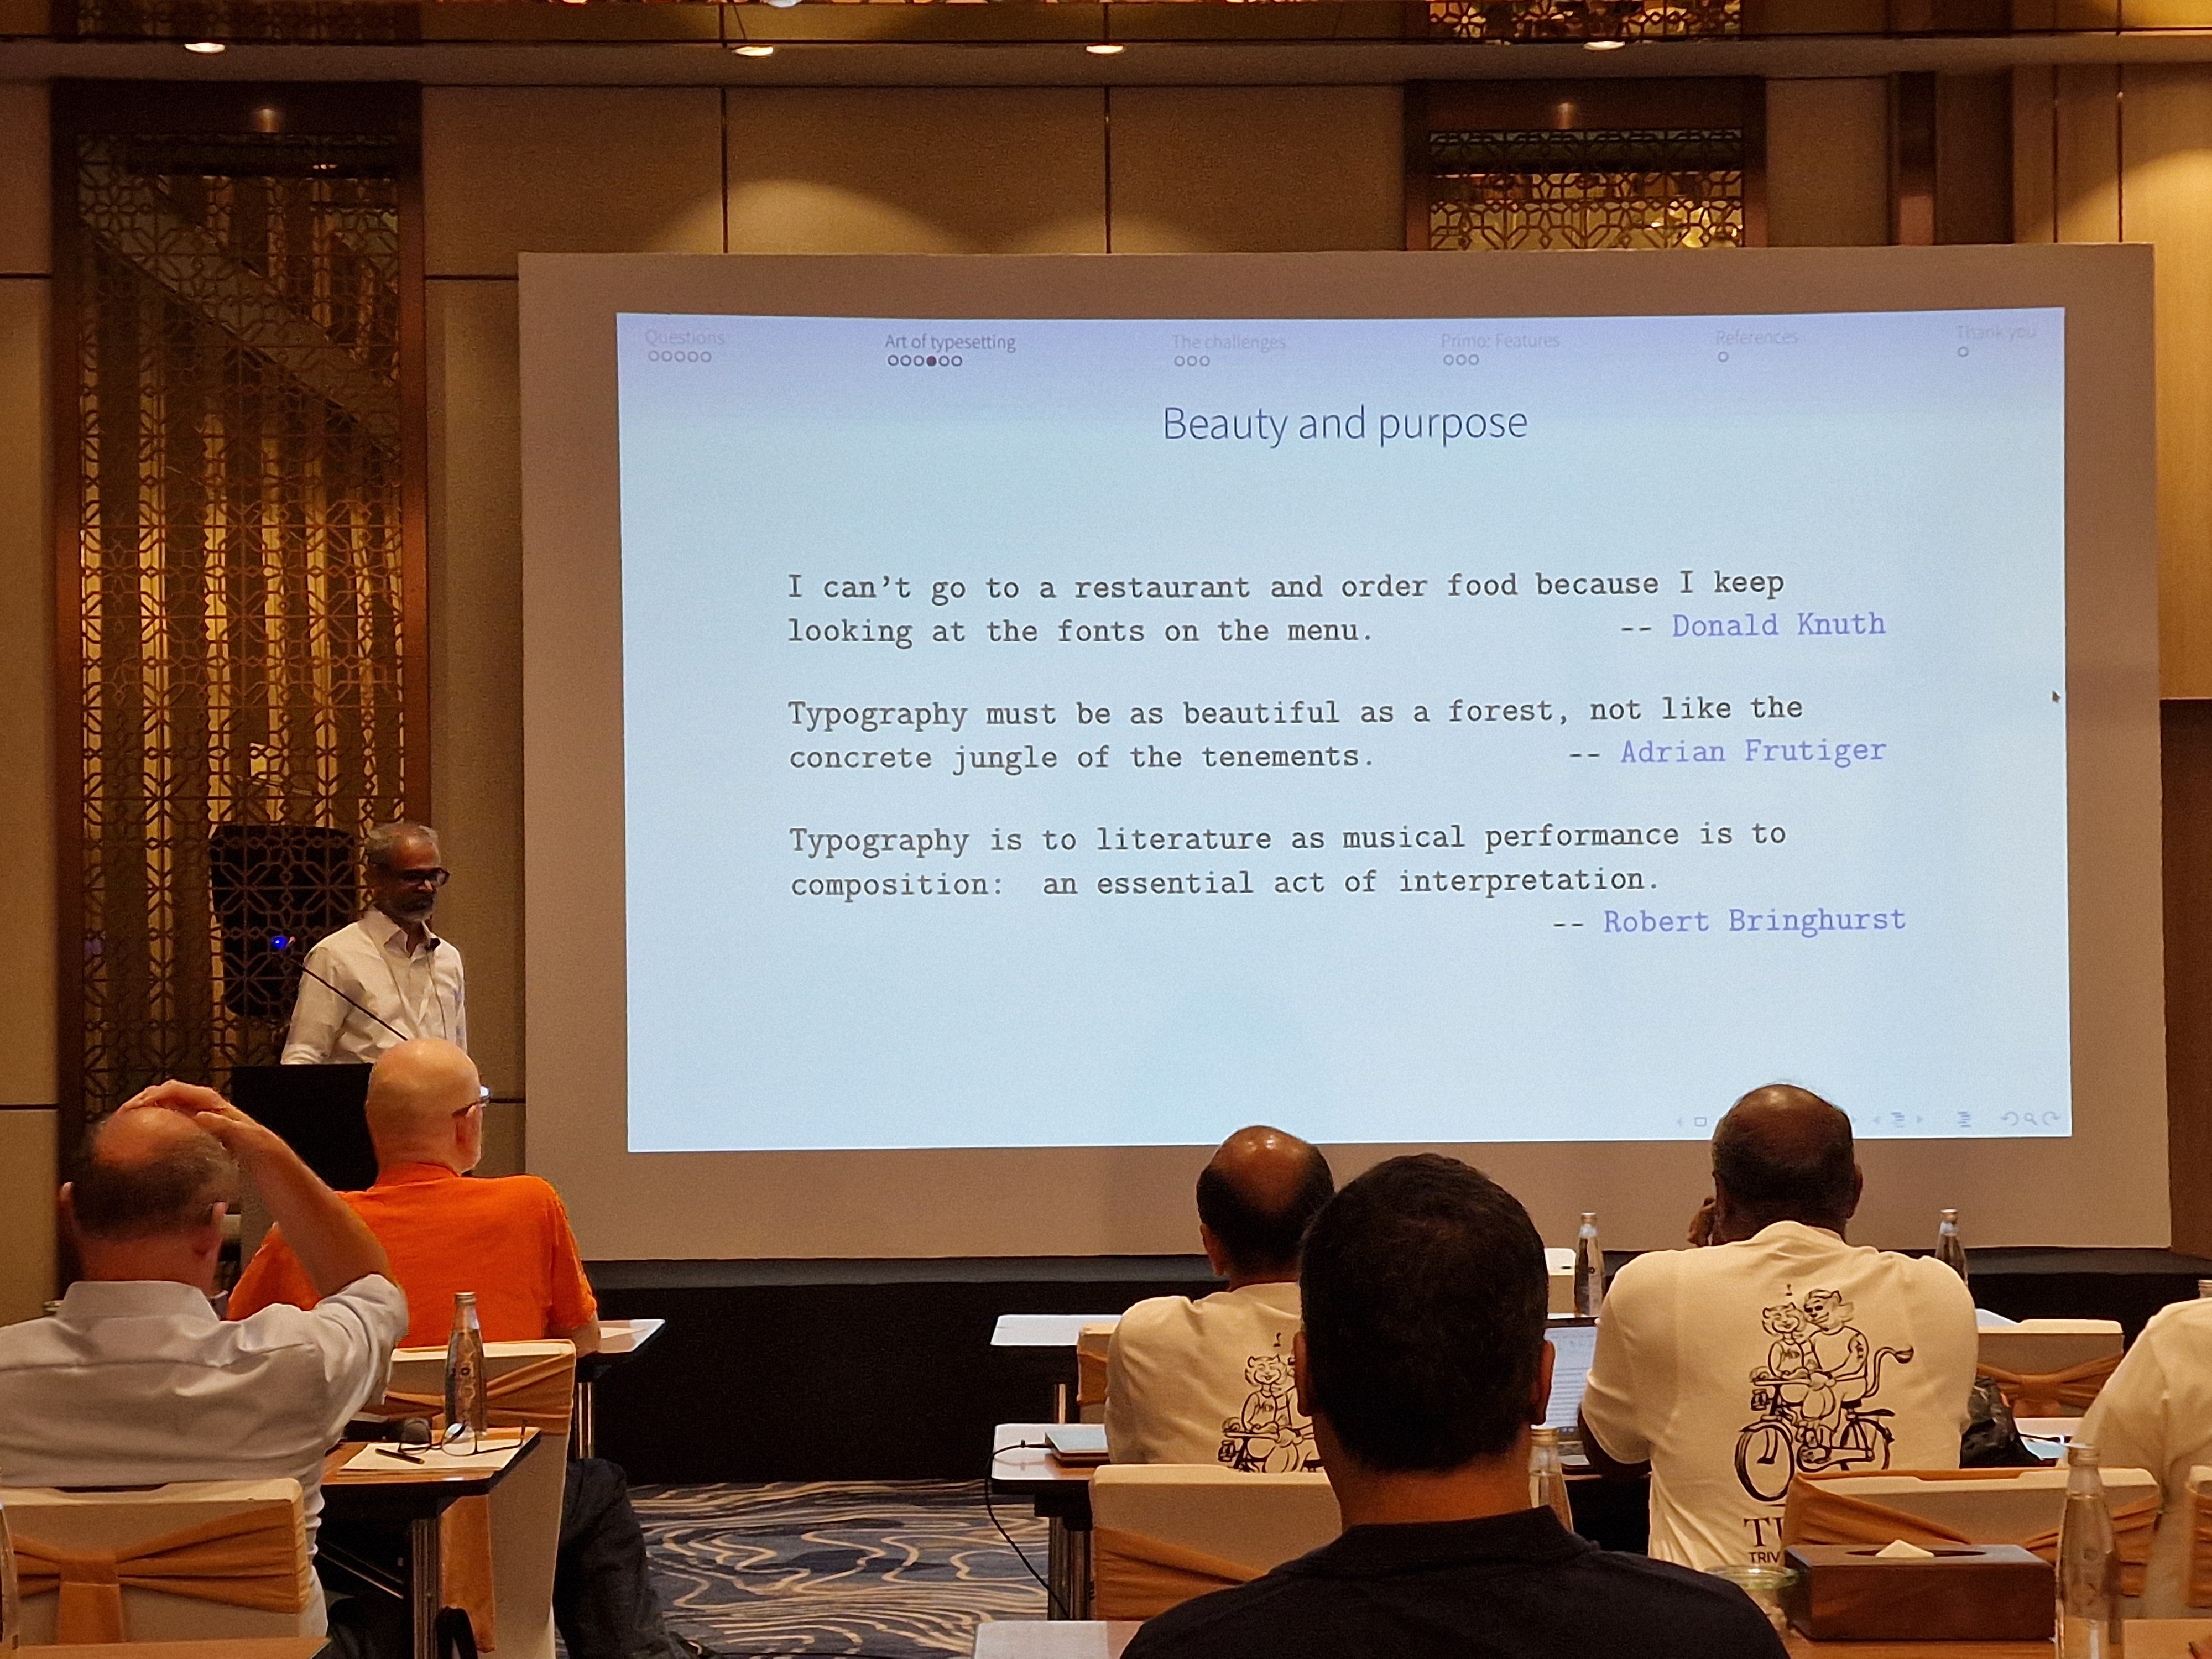 Questions
Art of typesetting
The challenges
Primo: Features
References
Thank you
Beauty and purpose
I can't go to a restaurant and order food because I keep
looking at the fonts on the menu. -- Donald Knuth
Typography must be as beautiful as a forest, not like the
concrete jungle of the tenements. -- Adrian Frutiger
Typography is to literature as musical performance is to
composition: an essential act of interpretation.
-- Robert Bringhurst